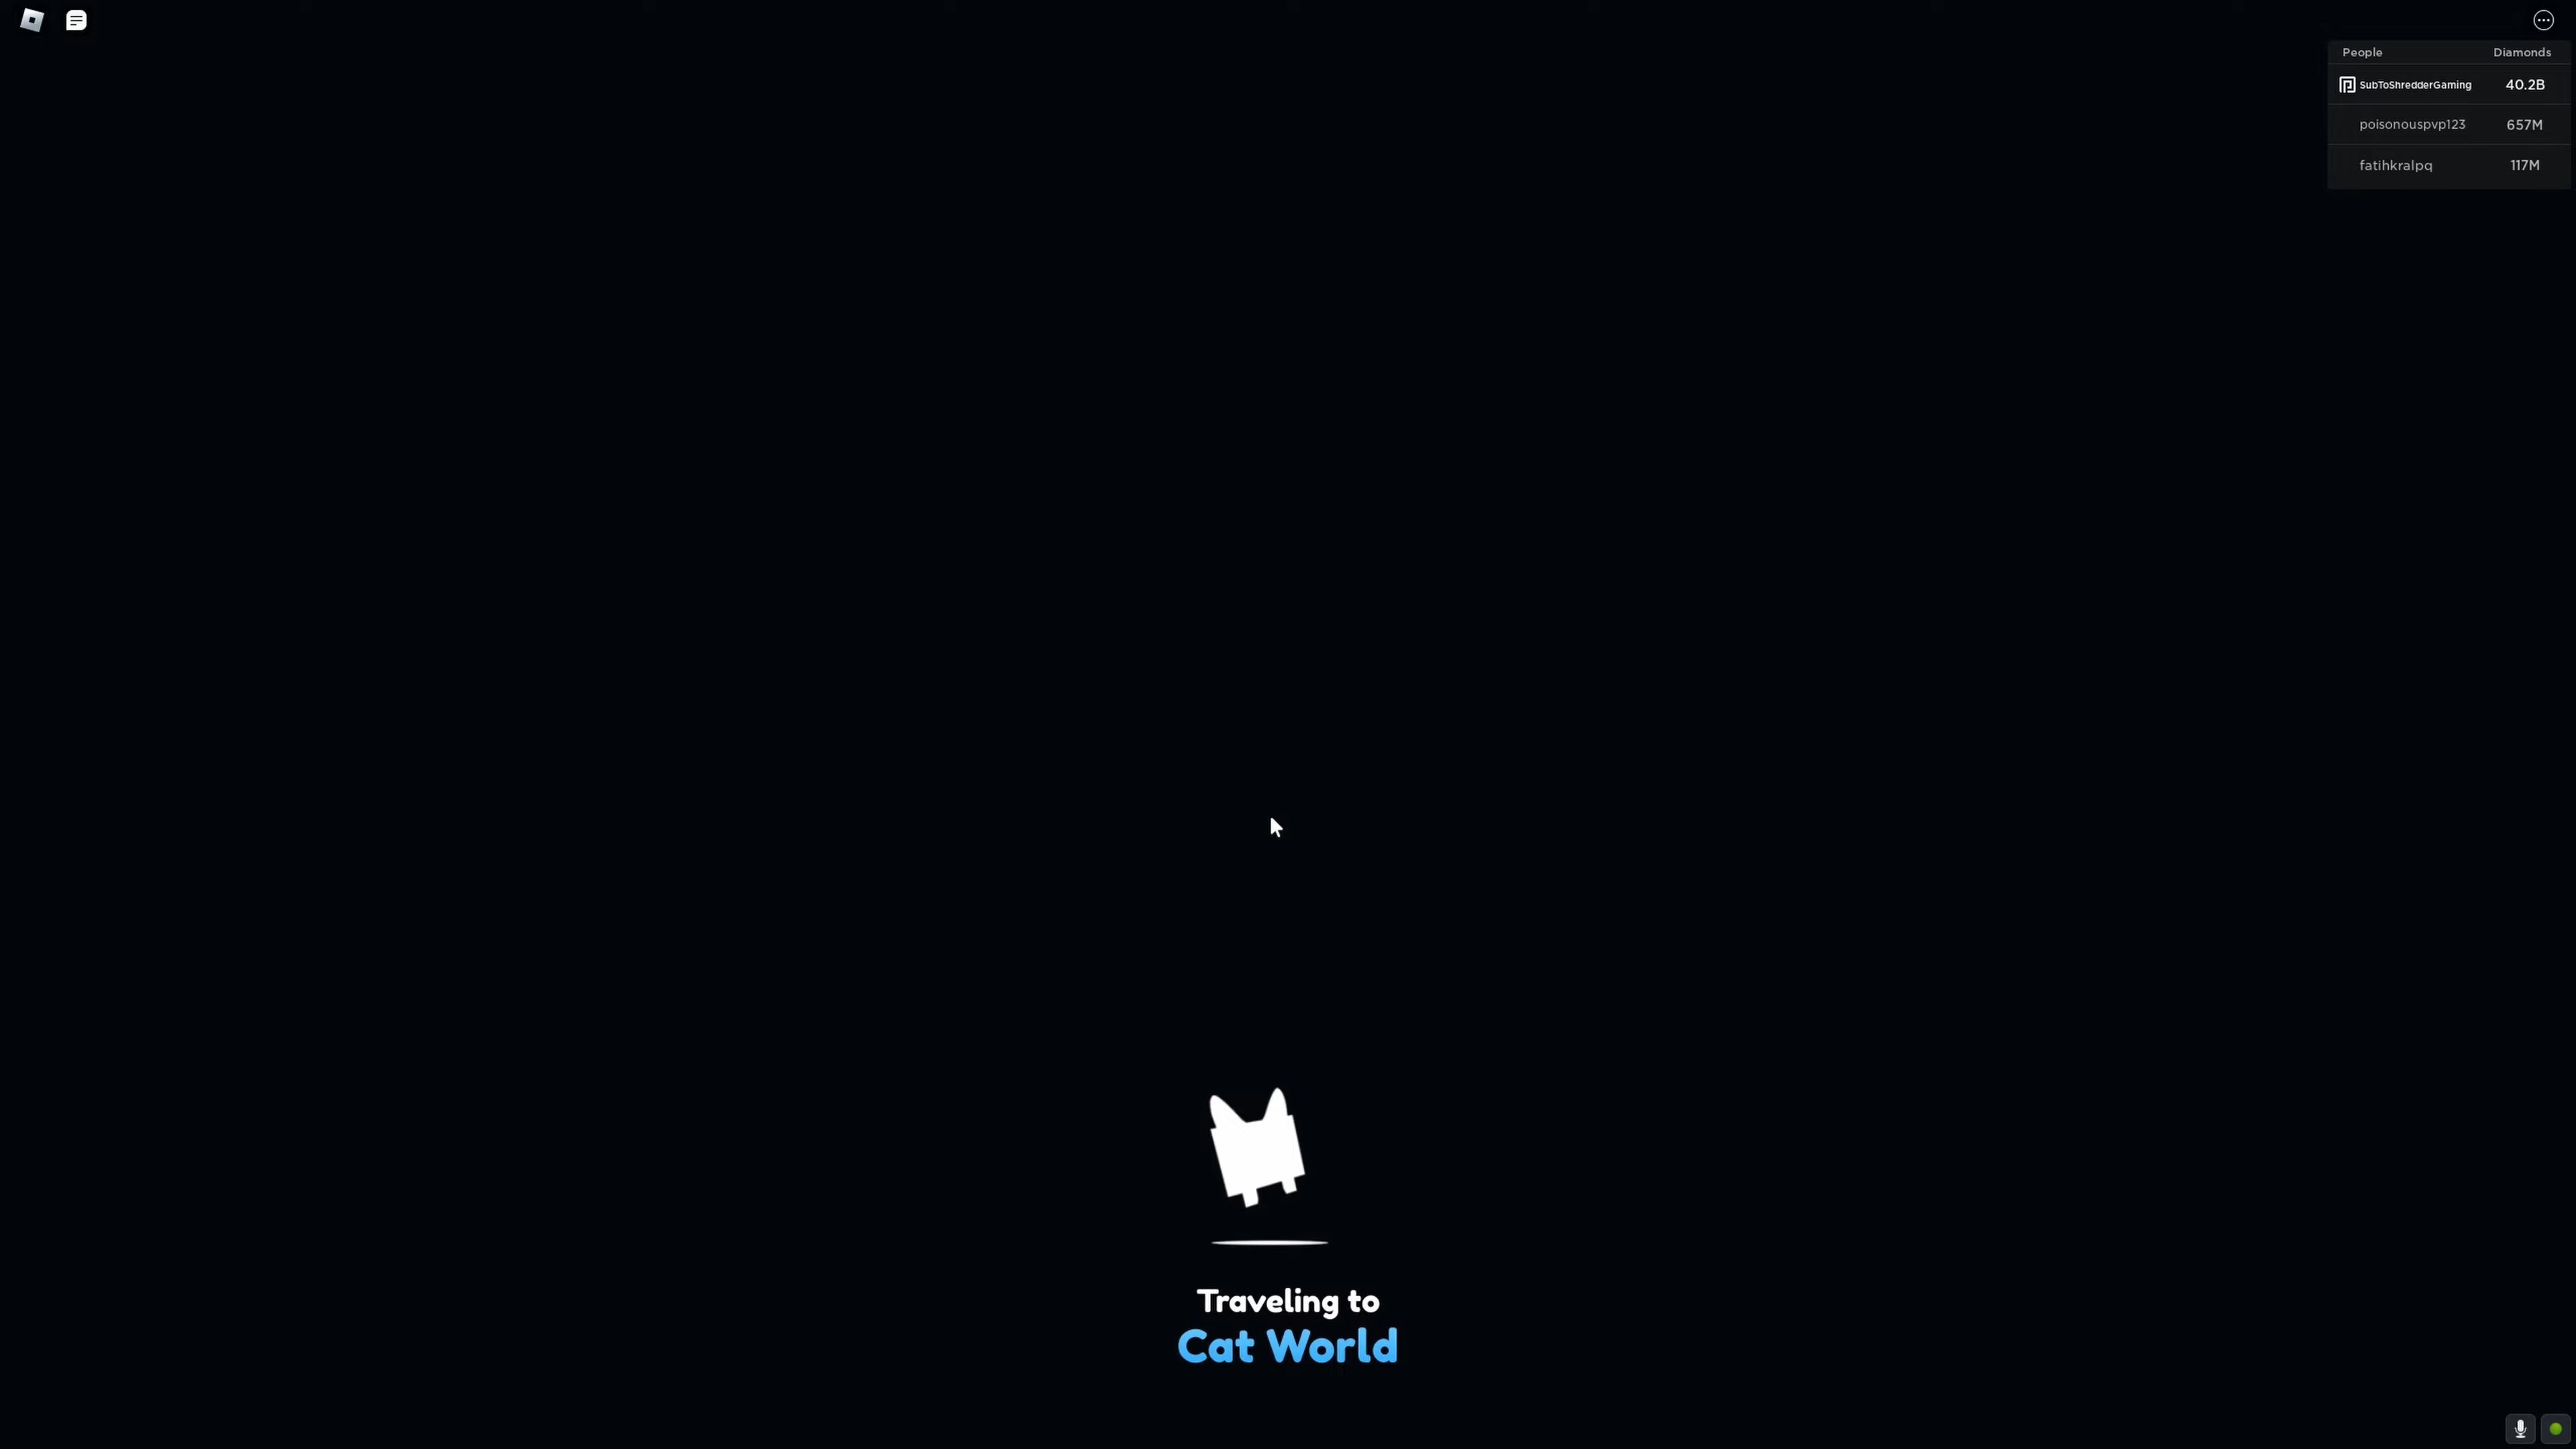 People Diamonds
SubToShredderGaming 40.2B
poisonouspvp123 657M
fatihkralpq 117M
Traveling to
Cat World